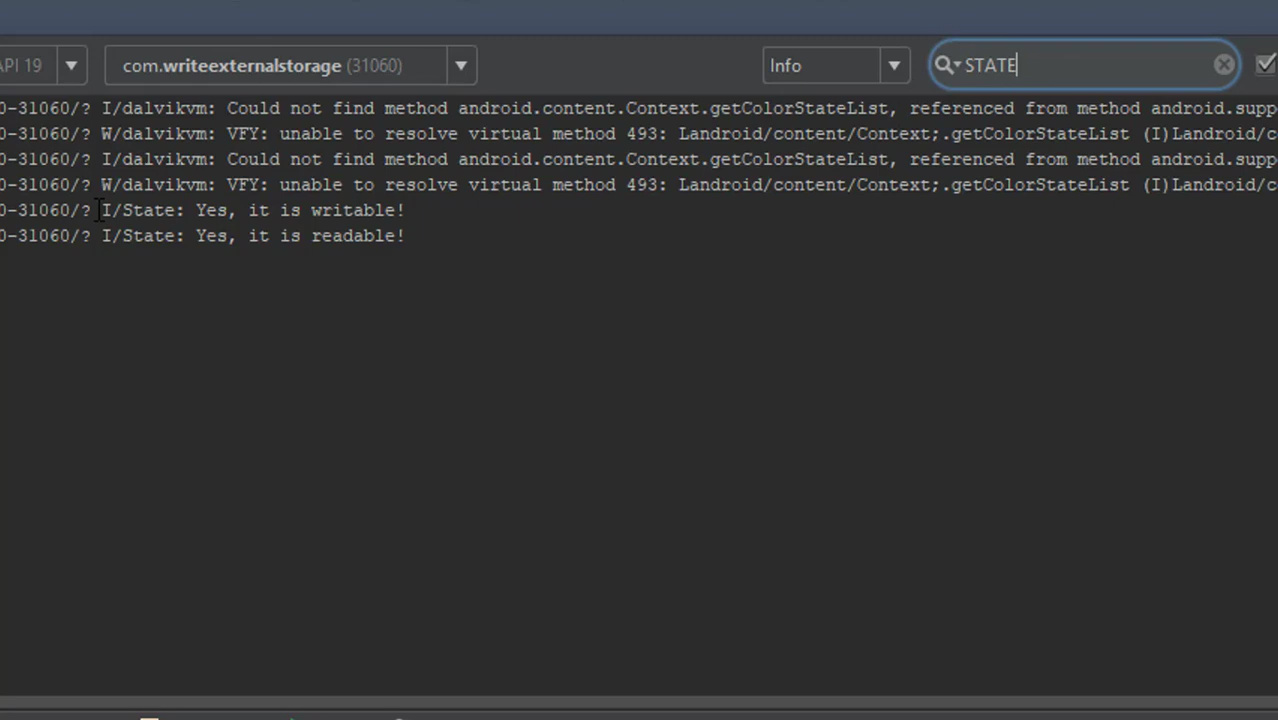 API 19 com.writeexternalstorage (31060) Info STATE
0-31060/? I/dalvikvm: Could not find method android.content.Context.getColorStateList, referenced from method android.supp
0-31060/? W/dalvikvm: VFY: unable to resolve virtual method 493: Landroid/content/Context;.getColorStateList (I)Landroid/c
0-31060/? I/dalvikvm: Could not find method android.content.Context.getColorStateList, referenced from method android.supp
0-31060/? W/dalvikvm: VFY: unable to resolve virtual method 493: Landroid/content/Context;.getColorStateList (I)Landroid/c
0-31060/? I/State: Yes, it is writable!
0-31060/? I/State: Yes, it is readable!